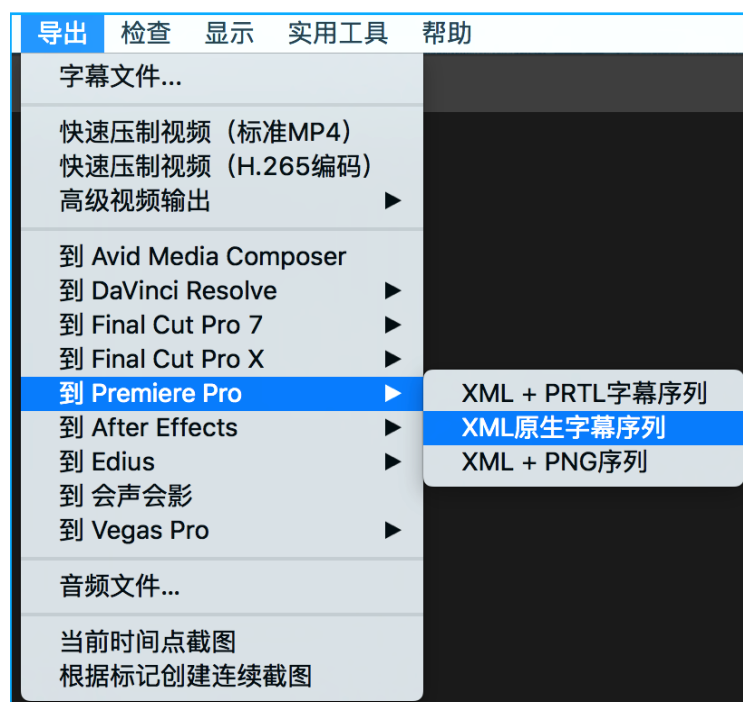 导出 检查 显示 实用工具 帮助
字幕文件...
快速压制视频（标准MP4）
快速压制视频（H.265编码）
高级视频输出
到 Avid Media Composer
到 DaVinci Resolve
到 Final Cut Pro 7
到 Final Cut Pro X
到 Premiere Pro
XML + PRTL字幕序列
到 After Effects
XML原生字幕序列
到 Edius
XML + PNG序列
到 会声会影
到 Vegas Pro
音频文件...
当前时间点截图
根据标记创建连续截图